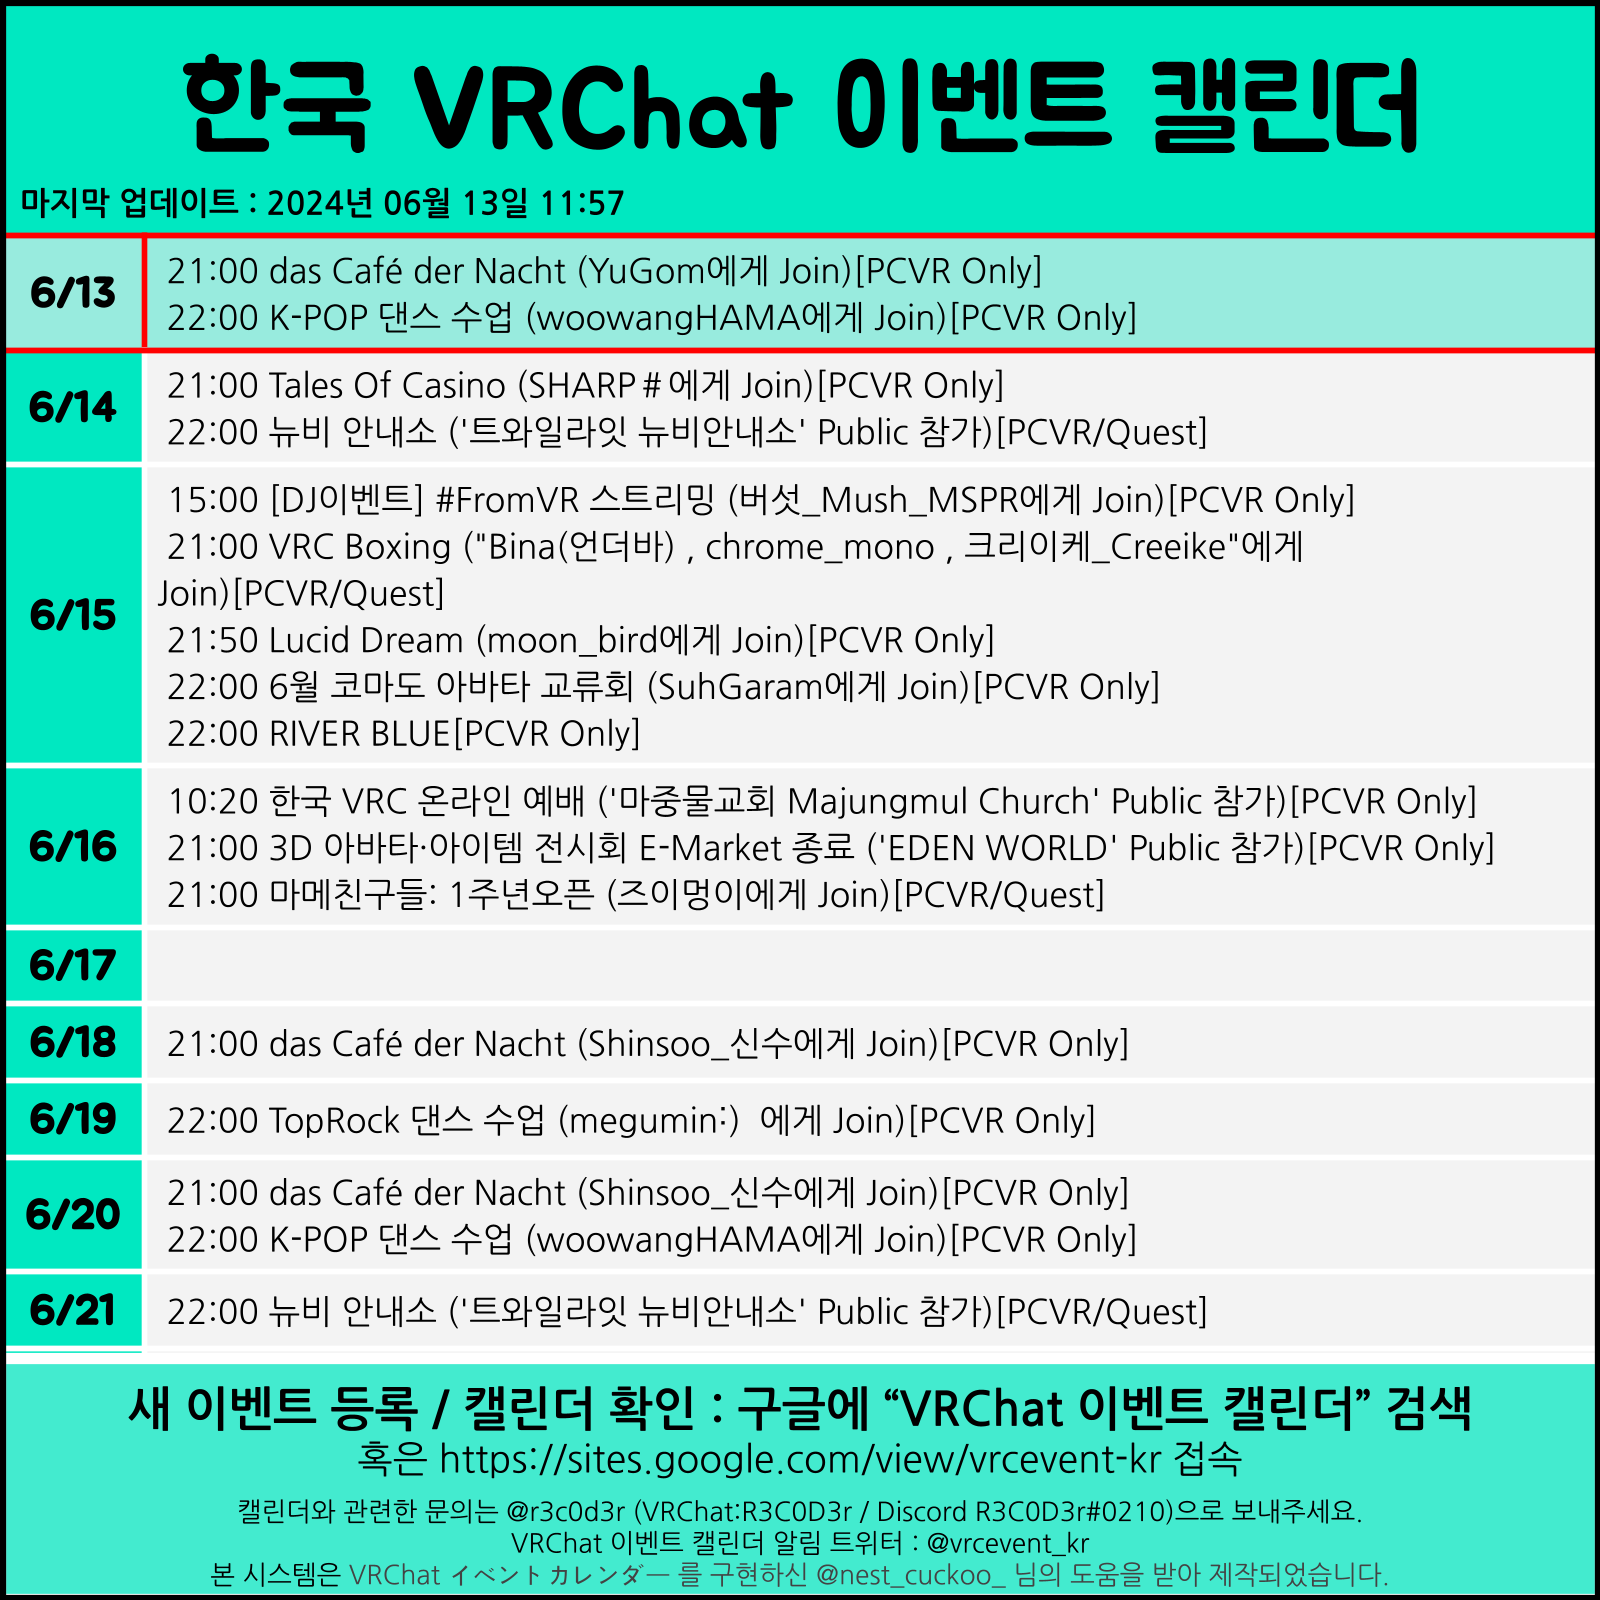 한국 VRChat 이벤트 캘린더
마지막 업데이트 : 2024년 06월 13일 11:57
6/13
21:00 das Café der Nacht (YuGom에게 Join)[PCVR Only]
22:00 K-POP 댄스 수업 (woowangHAMA에게 Join)[PCVR Only]
6/14
21:00 Tales Of Casino (SHARP＃에게 Join)[PCVR Only]
22:00 뉴비 안내소 ('트와일라잇 뉴비안내소' Public 참가)[PCVR/Quest]
6/15
15:00 [DJ이벤트] #FromVR 스트리밍 (버섯_Mush_MSPR에게 Join)[PCVR Only]
21:00 VRC Boxing ("Bina(언더바) , chrome_mono , 크리이케_Creeike"에게
Join)[PCVR/Quest]
21:50 Lucid Dream (moon_bird에게 Join)[PCVR Only]
22:00 6월 코마도 아바타 교류회 (SuhGaram에게 Join)[PCVR Only]
22:00 RIVER BLUE[PCVR Only]
6/16
10:20 한국 VRC 온라인 예배 ('마중물교회 Majungmul Church' Public 참가)[PCVR Only]
21:00 3D 아바타·아이템 전시회 E-Market 종료 ('EDEN WORLD' Public 참가)[PCVR Only]
21:00 마메친구들: 1주년오픈 (즈이멍이에게 Join)[PCVR/Quest]
6/17
6/18
21:00 das Café der Nacht (Shinsoo_신수에게 Join)[PCVR Only]
6/19
22:00 TopRock 댄스 수업 (megumin:)  에게 Join)[PCVR Only]
6/20
21:00 das Café der Nacht (Shinsoo_신수에게 Join)[PCVR Only]
22:00 K-POP 댄스 수업 (woowangHAMA에게 Join)[PCVR Only]
6/21
22:00 뉴비 안내소 ('트와일라잇 뉴비안내소' Public 참가)[PCVR/Quest]
새 이벤트 등록 / 캘린더 확인 : 구글에 “VRChat 이벤트 캘린더” 검색
혹은 https://sites.google.com/view/vrcevent-kr 접속
캘린더와 관련한 문의는 @r3c0d3r (VRChat:R3C0D3r / Discord R3C0D3r#0210)으로 보내주세요.
VRChat 이벤트 캘린더 알림 트위터 : @vrcevent_kr
본 시스템은 VRChat イベントカレンダー 를 구현하신 @nest_cuckoo_ 님의 도움을 받아 제작되었습니다.